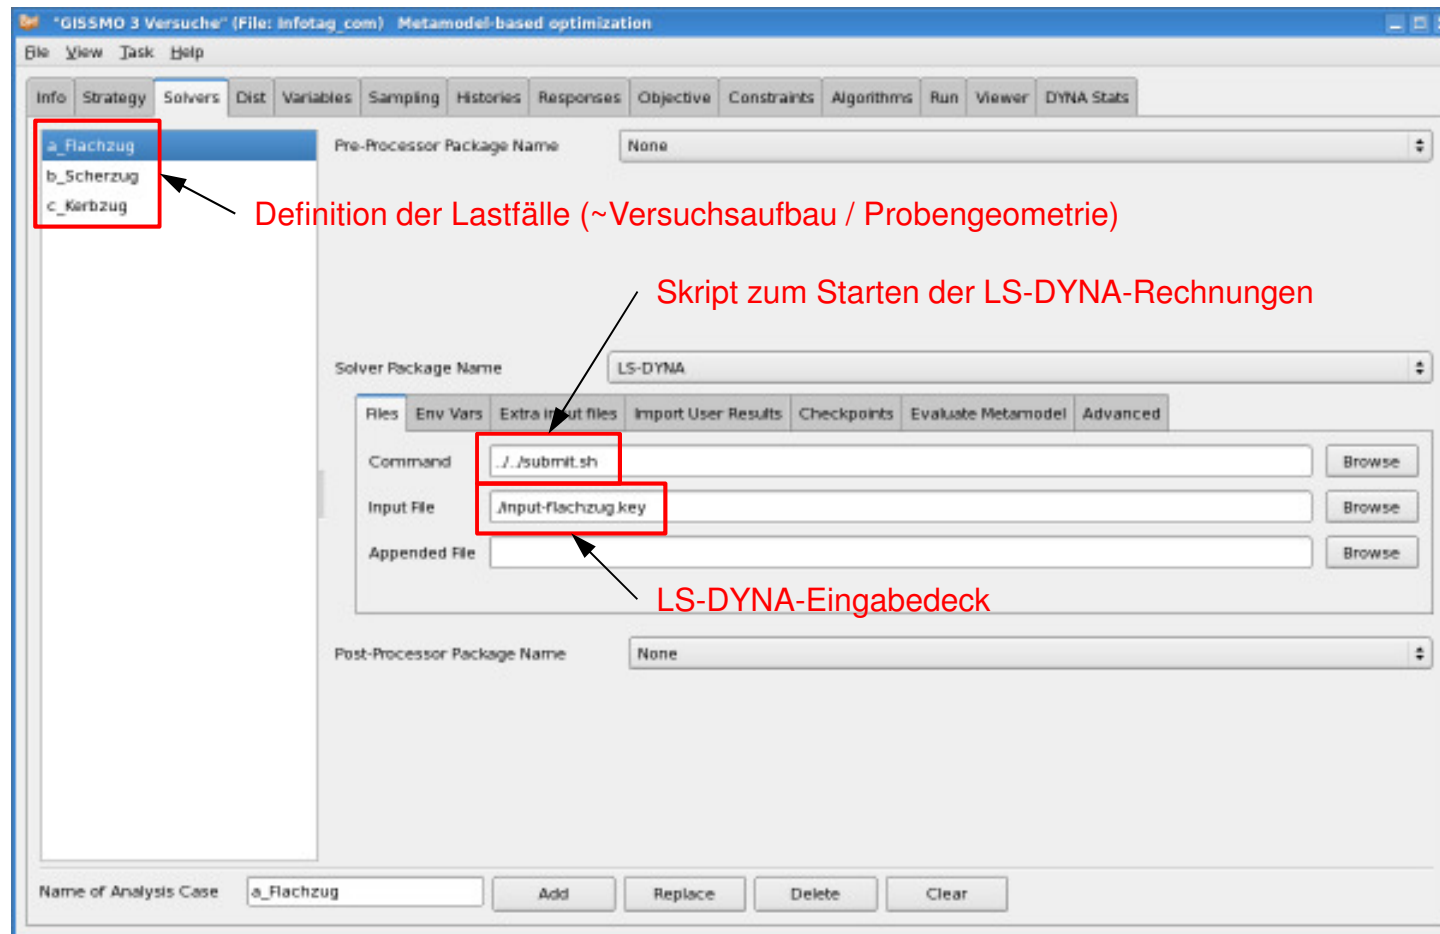 "GISSMO 3 Versuche" (File: Infotag_com) Metamodel-based optimization
File View Task Help
Info Strategy Solvers Dist Variables Sampling Histories Responses Objective Constraints Algorithms Run Viewer DYNA Stats
a_Flachzug
Pre-Processor Package Name None
b_Scherzug
c_Kerbzug
Definition der Lastfälle (~Versuchsaufbau / Probengeometrie)
Skript zum Starten der LS-DYNA-Rechnungen
Solver Package Name LS-DYNA
Files Env Vars Extra input files Import User Results Checkpoints Evaluate Metamodel Advanced
Command ../../submit.sh Browse
Input File ./input-flachzug.key Browse
Appended File Browse
LS-DYNA-Eingabedeck
Post-Processor Package Name None
Name of Analysis Case a_Flachzug Add Replace Delete Clear